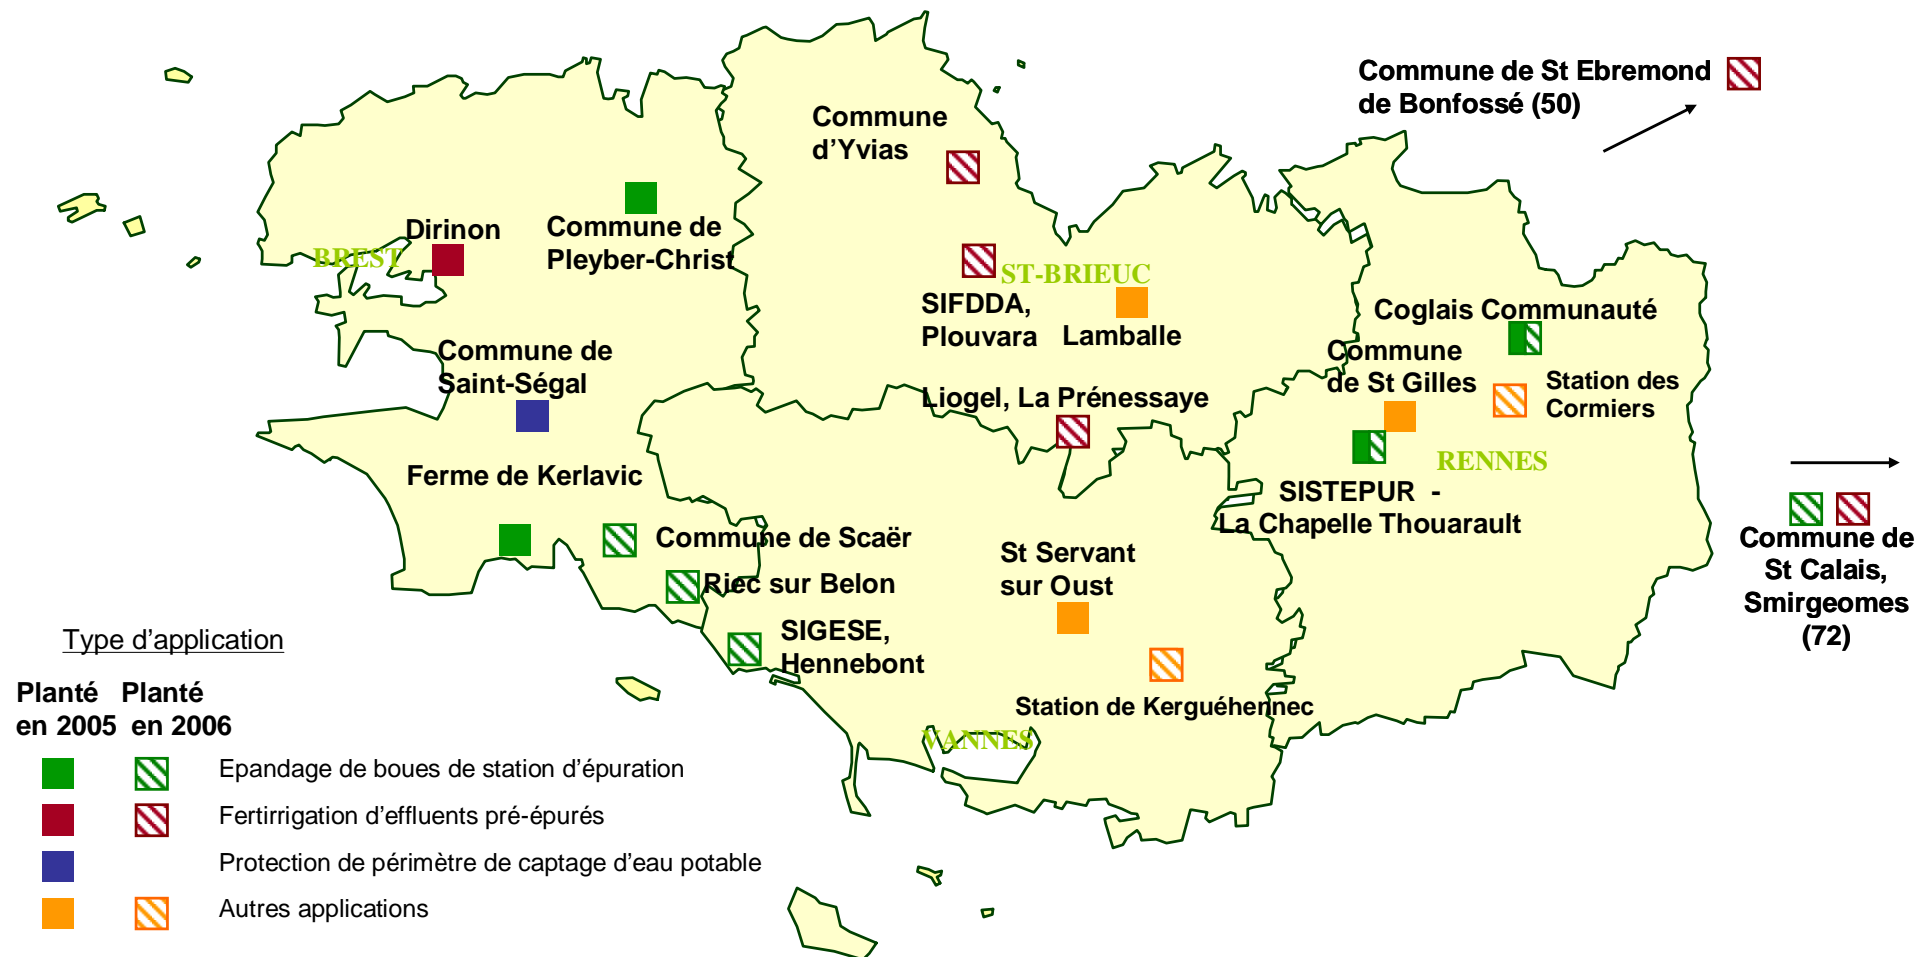 Commune de St Ebremond
de Bonfossé (50)
Commune
d’Yvias
Dirinon
Commune de
Pleyber-Christ
BREST
ST-BRIEUC
SIFDDA,
Plouvara
Lamballe
Coglais Communauté
Commune
de St Gilles
Station des
Cormiers
Commune de
Saint-Ségal
Liogel, La Prénessaye
RENNES
Ferme de Kerlavic
SISTEPUR -
La Chapelle Thouarault
Commune de Scaër
Riec sur Belon
St Servant
sur Oust
Commune de
St Calais,
Smirgeomes
(72)
SIGESE,
Hennebont
Station de Kerguéhennec
VANNES
Type d’application
Planté Planté
en 2005 en 2006
Epandage de boues de station d’épuration
Fertirrigation d’effluents pré-épurés
Protection de périmètre de captage d’eau potable
Autres applications